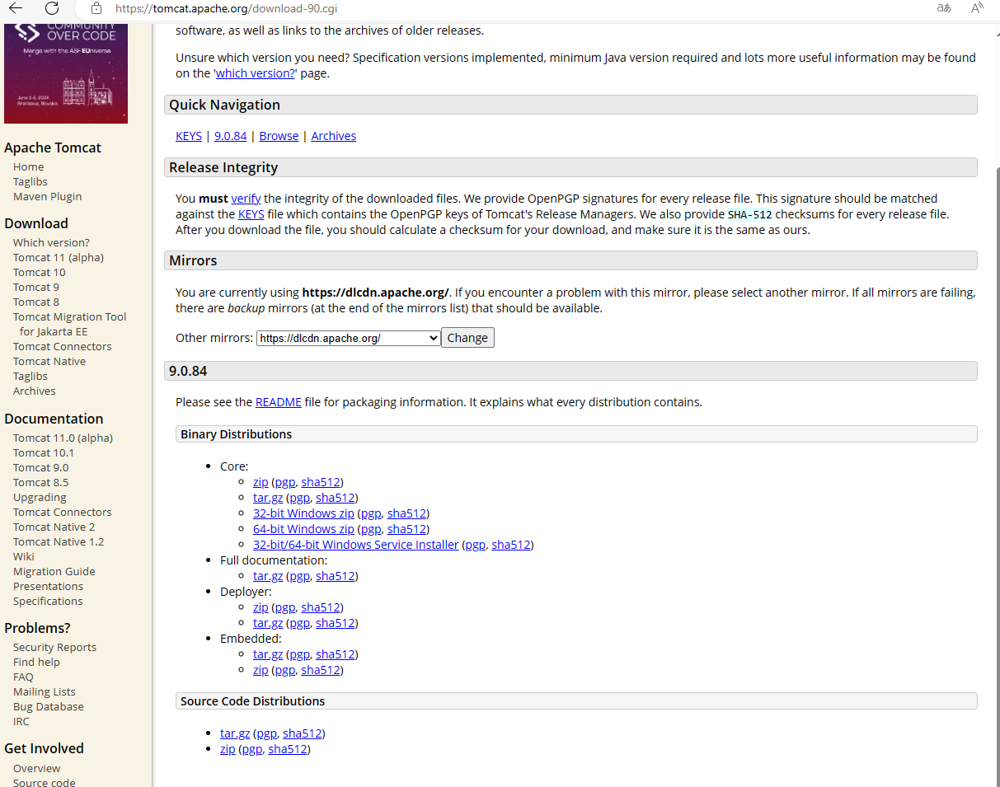 https://tomcat.apache.org/download-90.cgi
COMMUNITY
OVER CODE
Merge with the ASF EUniverse
June 3-5, 2024
Bratislava, Slovakia
Apache Tomcat
Home
Taglibs
Maven Plugin
Download
Which version?
Tomcat 11 (alpha)
Tomcat 10
Tomcat 9
Tomcat 8
Tomcat Migration Tool
for Jakarta EE
Tomcat Connectors
Tomcat Native
Taglibs
Archives
Documentation
Tomcat 11.0 (alpha)
Tomcat 10.1
Tomcat 9.0
Tomcat 8.5
Upgrading
Tomcat Connectors
Tomcat Native 2
Tomcat Native 1.2
Wiki
Migration Guide
Presentations
Specifications
Problems?
Security Reports
Find help
FAQ
Mailing Lists
Bug Database
IRC
Get Involved
Overview
Source code
software, as well as links to the archives of older releases.
Unsure which version you need? Specification versions implemented, minimum Java version required and lots more useful information may be found
on the 'which version?' page.
Quick Navigation
KEYS | 9.0.84 | Browse | Archives
Release Integrity
You must verify the integrity of the downloaded files. We provide OpenPGP signatures for every release file. This signature should be matched
against the KEYS file which contains the OpenPGP keys of Tomcat's Release Managers. We also provide SHA-512 checksums for every release file.
After you download the file, you should calculate a checksum for your download, and make sure it is the same as ours.
Mirrors
You are currently using https://dlcdn.apache.org/. If you encounter a problem with this mirror, please select another mirror. If all mirrors are failing,
there are backup mirrors (at the end of the mirrors list) that should be available.
Other mirrors: https://dlcdn.apache.org/ Change
9.0.84
Please see the README file for packaging information. It explains what every distribution contains.
Binary Distributions
Core:
zip (pgp, sha512)
tar.gz (pgp, sha512)
32-bit Windows zip (pgp, sha512)
64-bit Windows zip (pgp, sha512)
32-bit/64-bit Windows Service Installer (pgp, sha512)
Full documentation:
tar.gz (pgp, sha512)
Deployer:
zip (pgp, sha512)
tar.gz (pgp, sha512)
Embedded:
tar.gz (pgp, sha512)
zip (pgp, sha512)
Source Code Distributions
tar.gz (pgp, sha512)
zip (pgp, sha512)